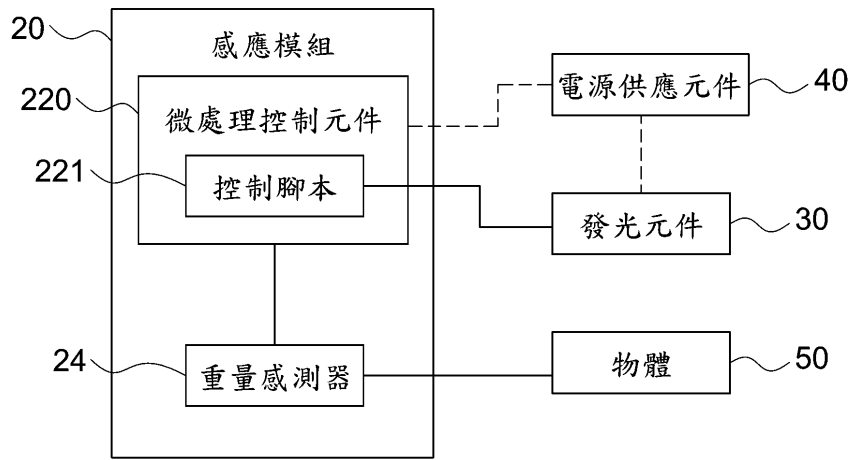 20
感應模組
220
微處理控制元件
221
控制腳本
24
重量感測器
電源供應元件
40
發光元件
30
物體
50